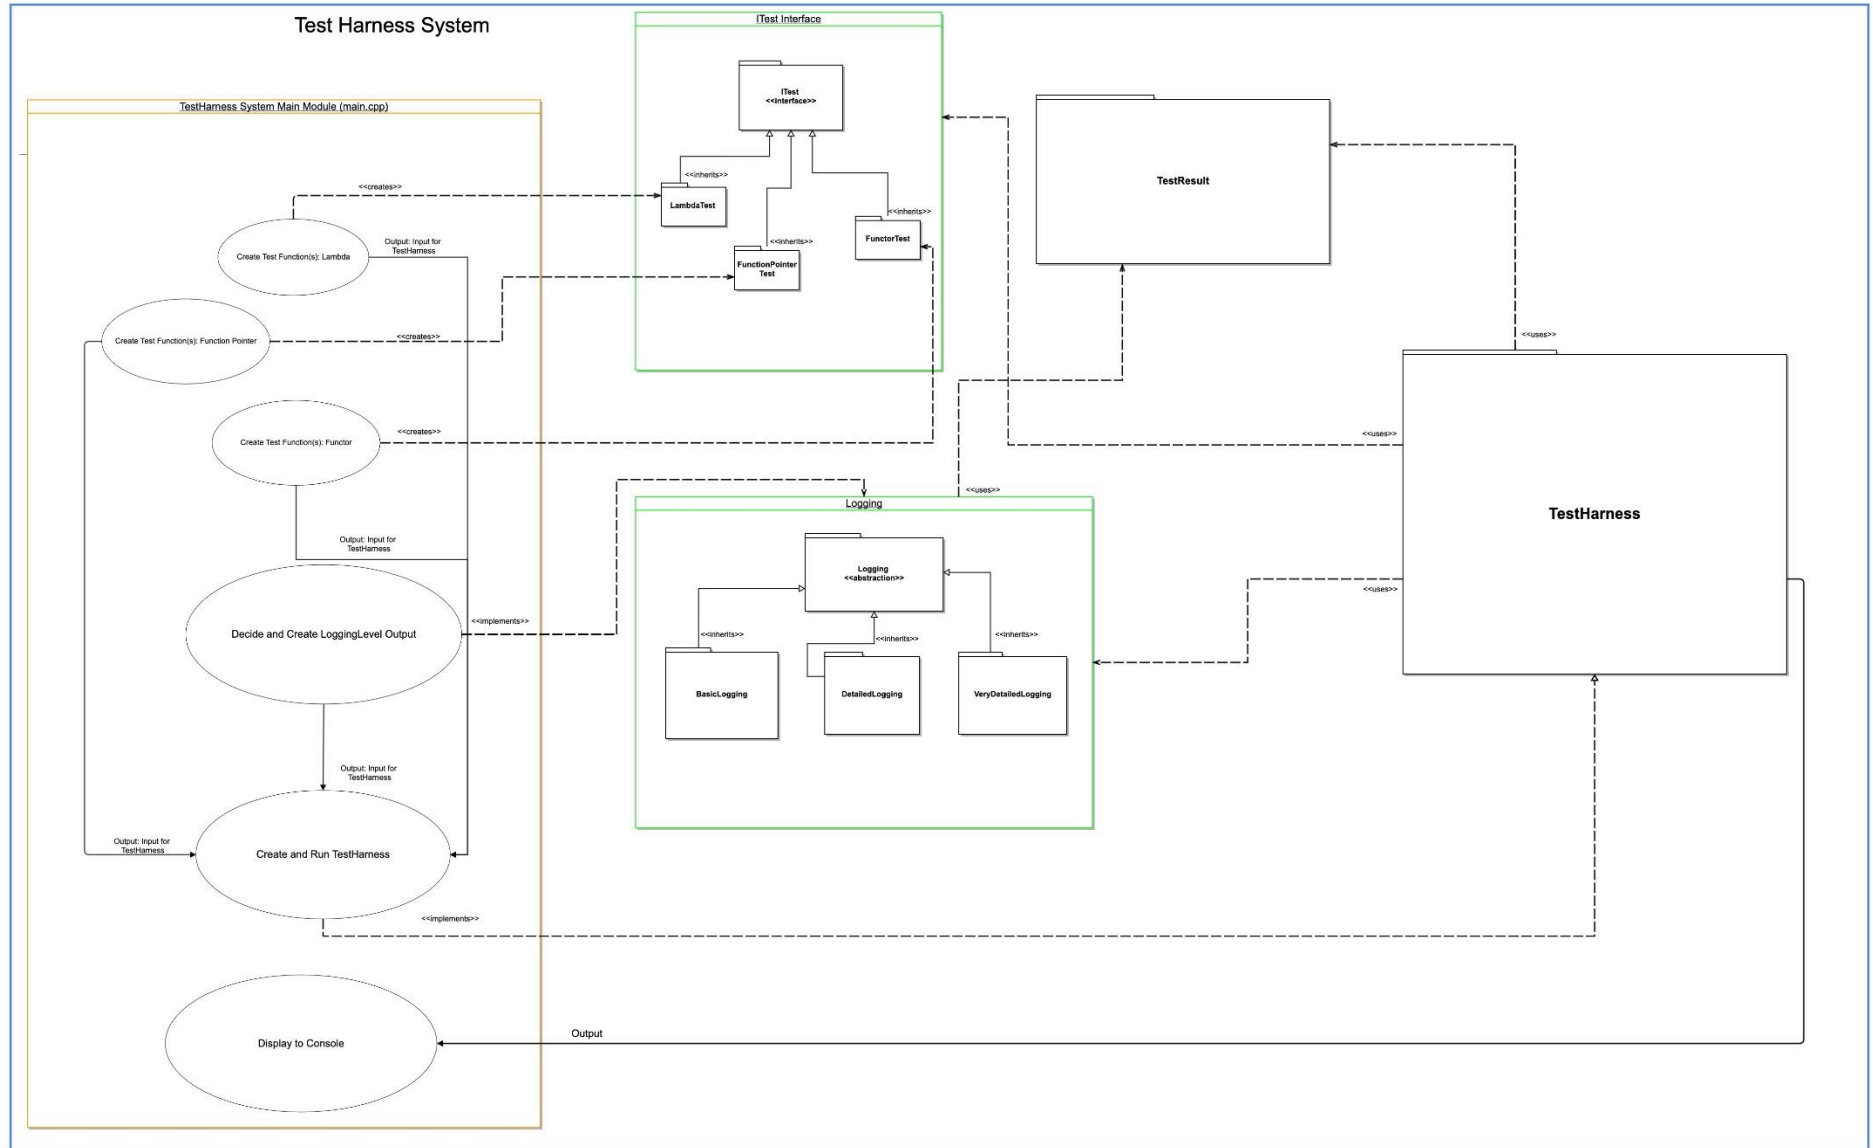 Test Harness System
ITest Interface
ITest
<<interface>>
<<inherits>>
LambdaTest
<<inherits>>
FunctionPointer
Test
<<inherits>>
FunctorTest
TestHarness System Main Module (main.cpp)
<<creates>>
Create Test Function(s): Lambda
Output: Input for
TestHarness
Create Test Function(s): Function Pointer
<<creates>>
Create Test Function(s): Functor
<<creates>>
Output: Input for
TestHarness
Decide and Create LoggingLevel Output
<<implements>>
Output: Input for
TestHarness
Output: Input for
TestHarness
Create and Run TestHarness
<<implements>>
Display to Console
Output
TestResult
<<uses>>
<<uses>>
TestHarness
<<uses>>
<<uses>>
Logging
Logging
<<abstraction>>
<<inherits>>
<<inherits>>
<<inherits>>
BasicLogging
DetailedLogging
VeryDetailedLogging